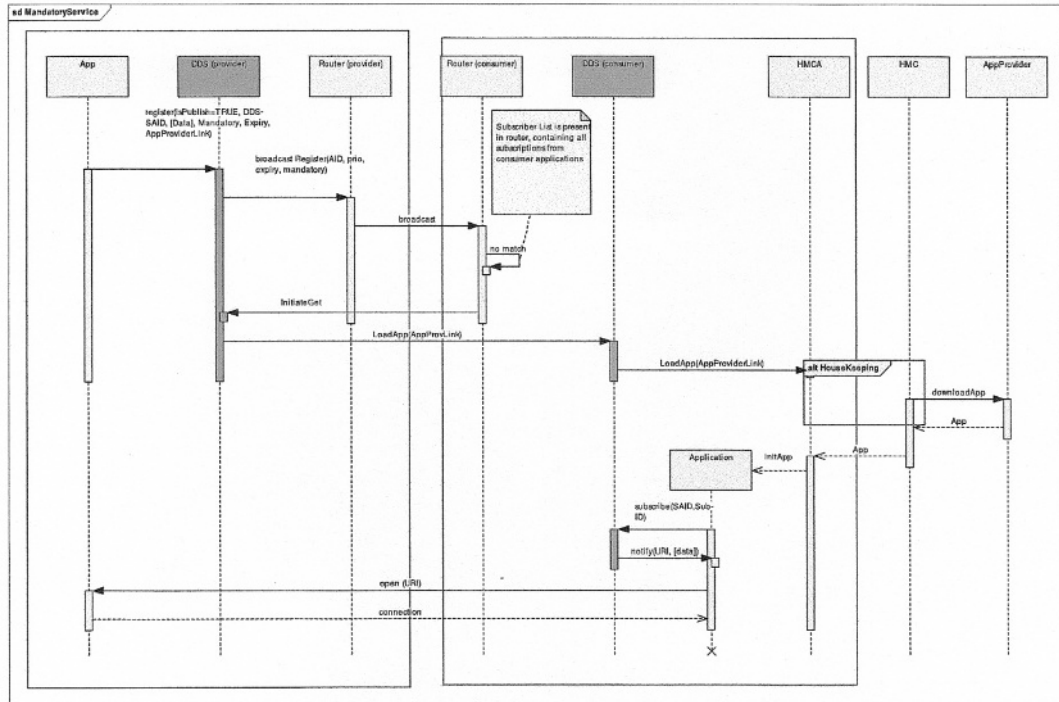 sd MandatoryService
App
DDS (provider)
Router (provider)
Router (consumer)
DDS (consumer)
HMCA
HMC
AppProvider
register(isPublish=TRUE, DDS-
SAID, [Data], Mandatory, Expiry,
AppProviderLink)
Subscriber List is present
in router, containing all
subscriptions from
consumer applications
broadcast Register(AID, prio,
expiry, mandatory)
broadcast
no match
InitiateGet
LoadApp(AppProvLink)
LoadApp(AppProviderLink)
alt HouseKeeping
downloadApp
App
App
Application
initApp
subscribe(SAID,Sub-
ID)
notify(URI, [data])
open (URI)
connection